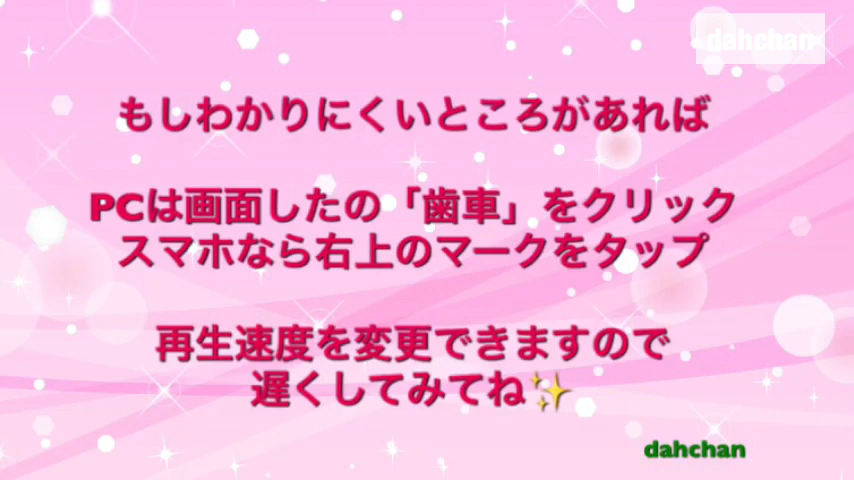 dahchan
もしわかりにくいところがあれば
PCは画面したの「歯車」をクリック
スマホなら右上のマークをタップ
再生速度を変更できますので
遅くしてみてね✨
dahchan